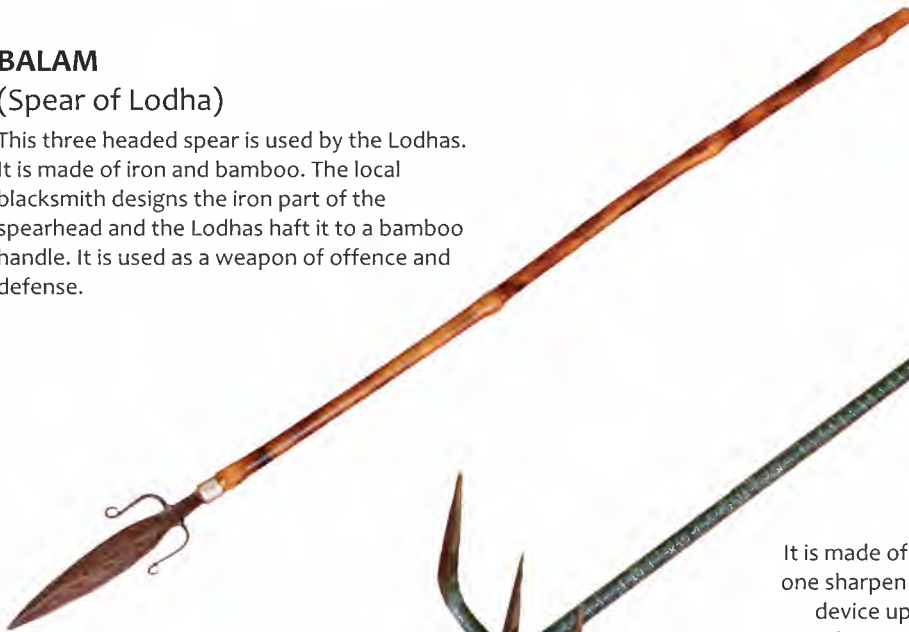 BALAM
(Spear of Lodha)
This three headed spear is used by the Lodhas.
It is made of iron and bamboo. The local
blacksmith designs the iron part of the
spearhead and the Lodhas haft it to a bamboo
handle. It is used as a weapon of offence and
defense.
It is made of
one sharpen
device up